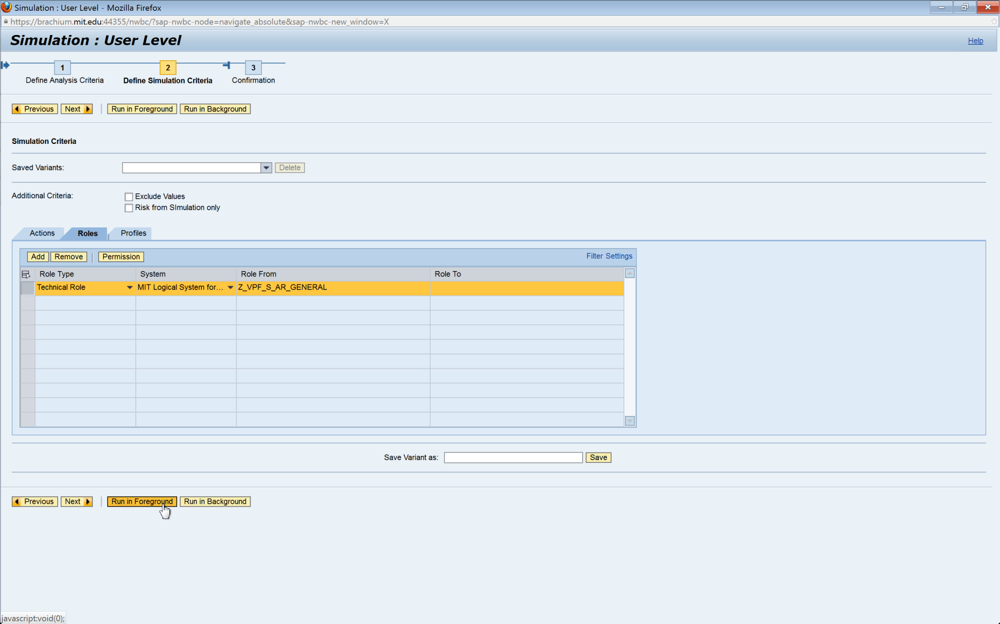 Simulation : User Level - Mozilla Firefox
https://brachium.mit.edu:44355/nwbc/?sap-nwbc-node=navigate_absolute&sap-nwbc-new_window=X
Simulation : User Level
Help
1 2 3
Define Analysis Criteria Define Simulation Criteria Confirmation
Previous Next Run in Foreground Run in Background
Simulation Criteria
Saved Variants: Delete
Additional Criteria: Exclude Values
Risk from SImulation only
Actions Roles Profiles
Add Remove Permission Filter Settings
Role Type System Role From Role To
Technical Role MIT Logical System for... Z_VPF_S_AR_GENERAL
Save Variant as: Save
Previous Next Run in Foreground Run in Background
javascript:void(0);